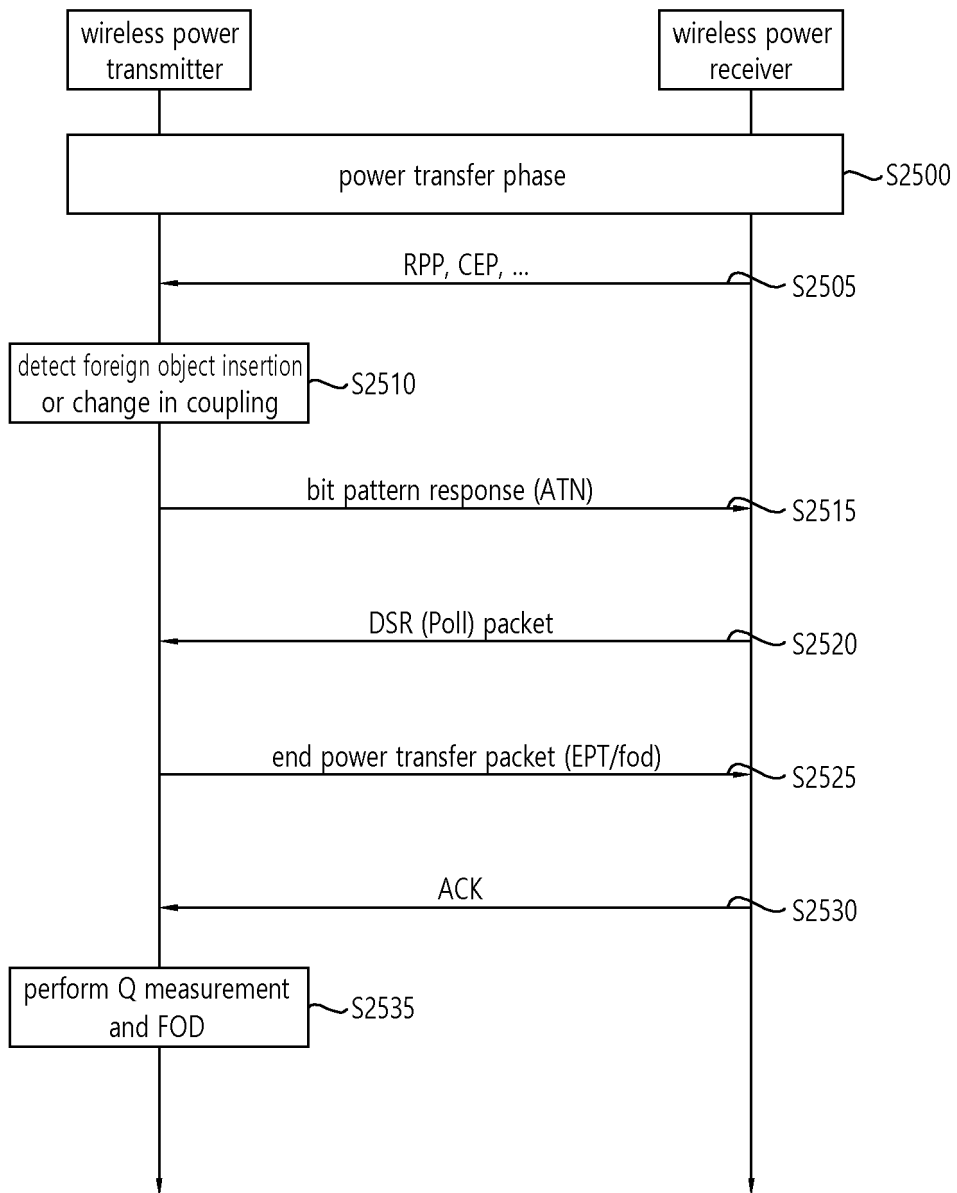 wireless power
transmitter
wireless power
receiver
power transfer phase
S2500
RPP, CEP, ...
S2505
detect foreign object insertion
or change in coupling
S2510
bit pattern response (ATN)
S2515
DSR (Poll) packet
S2520
end power transfer packet (EPT/fod)
S2525
ACK
S2530
perform Q measurement
and FOD
S2535